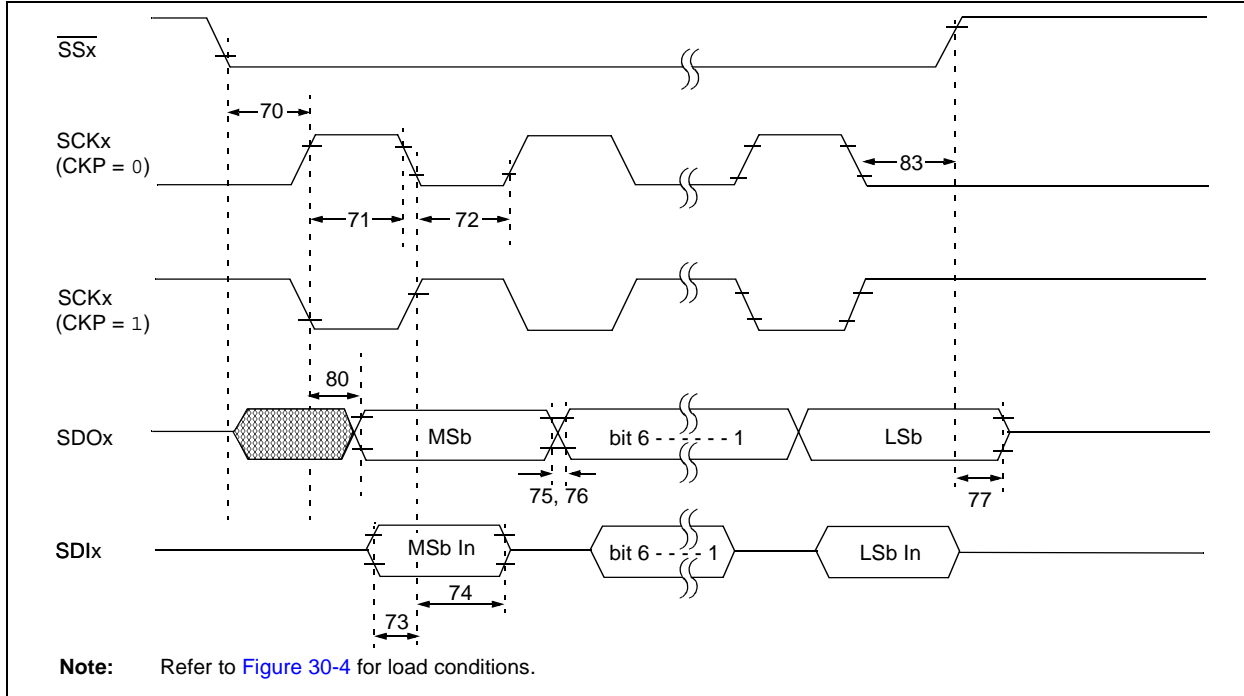 SSx
70
SCKx
(CKP = 0)
83
71
72
SCKx
(CKP = 1)
80
SDOx
MSb
bit 6 - - - - - - 1
LSb
75, 76
77
SDIx
MSb In
bit 6 - - - - 1
LSb In
74
73
Note: Refer to Figure 30-4 for load conditions.